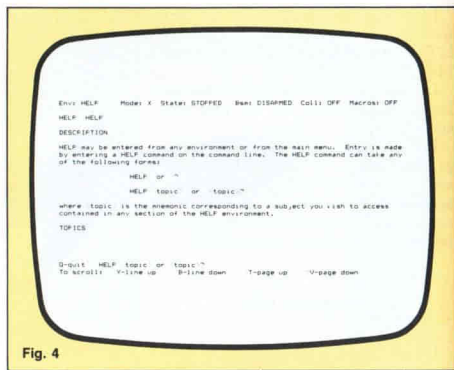 Env: HELP Mode: X State: STOPPED Bsm: DISARMED Coll: OFF Macros: OFF
HELP HELP
DESCRIPTION
HELP may be entered from any environment or from the main menu. Entry is made
by entering a HELP command on the command line. The HELP command can take any
of the following forms:
HELP or ~
HELP topic or topic ~
where topic is the mnemonic corresponding to a subject you wish to access
contained in any section of the HELP environment.
TOPICS
Q-quit HELP topic or topic ~
To scroll: Y-line up B-line down T-page up V-page down
Fig. 4